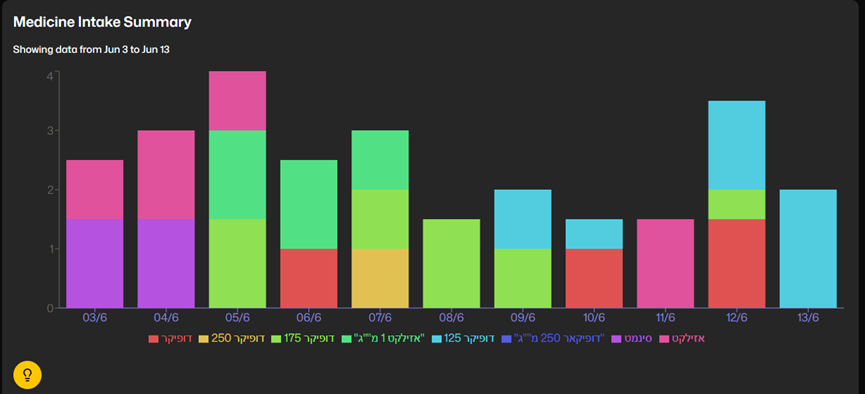 Medicine Intake Summary
Showing data from Jun 3 to Jun 13
4
3
2
1
0
03/6 04/6 05/6 06/6 07/6 08/6 09/6 10/6 11/6 12/6 13/6
דופיקר דופיקר 250 דופיקר 175 "אזילקט 1 מ""ג" דופיקר 125 "דופיקאר 250 מ""ג" סינמט אזילקט